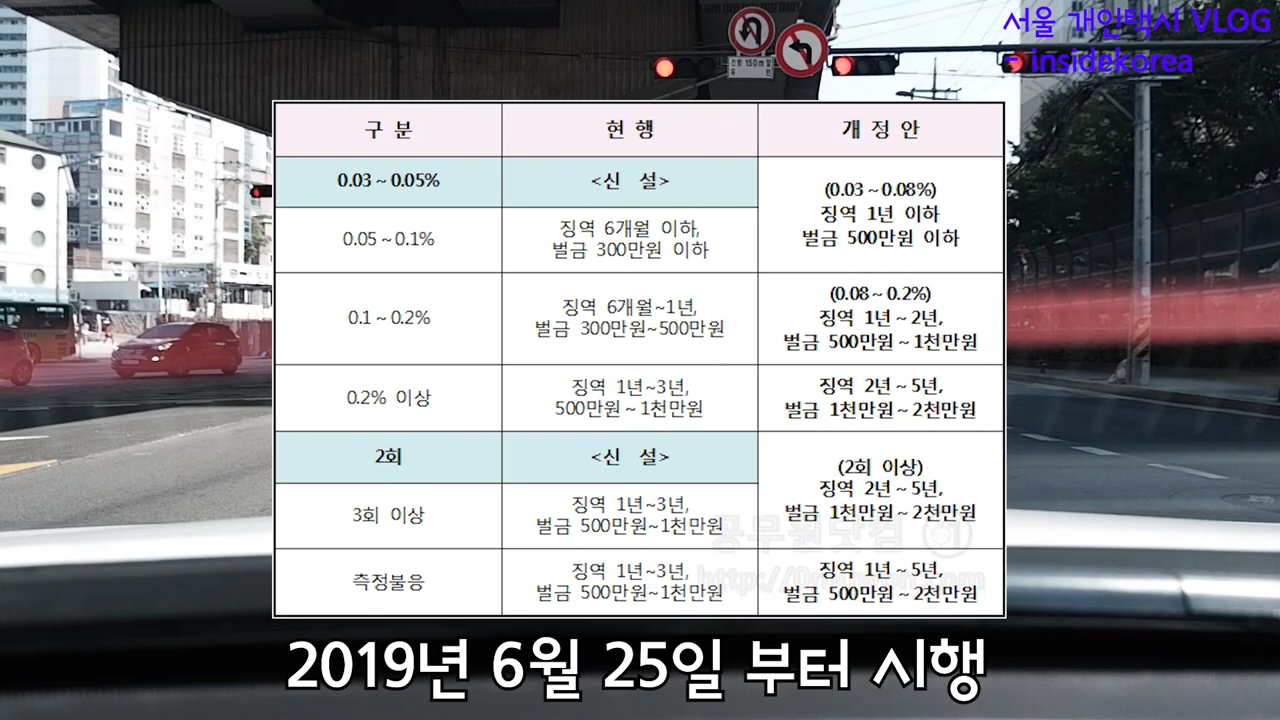 서울 개인택시 VLOG
- insidekorea
전방 150m 앞
구 분 현 행 개 정 안
0.03 ~ 0.05% <신 설> (0.03 ~ 0.08%)
징역 1년 이하
벌금 500만원 이하
0.05 ~ 0.1% 징역 6개월 이하,
벌금 300만원 이하
0.1 ~ 0.2% 징역 6개월~1년,
벌금 300만원~500만원
(0.08 ~ 0.2%)
징역 1년 ~ 2년,
벌금 500만원 ~ 1천만원
0.2% 이상 징역 1년~3년,
500만원 ~ 1천만원
징역 2년 ~ 5년,
벌금 1천만원 ~ 2천만원
2회 <신 설> (2회 이상)
징역 2년 ~ 5년,
벌금 1천만원 ~ 2천만원
3회 이상 징역 1년~3년,
벌금 500만원~1천만원
공무원닷컴
측정불응 징역 1년~3년,
벌금 500만원~1천만원
징역 1년 ~ 5년,
벌금 500만원 ~ 2천만원
2019년 6월 25일 부터 시행